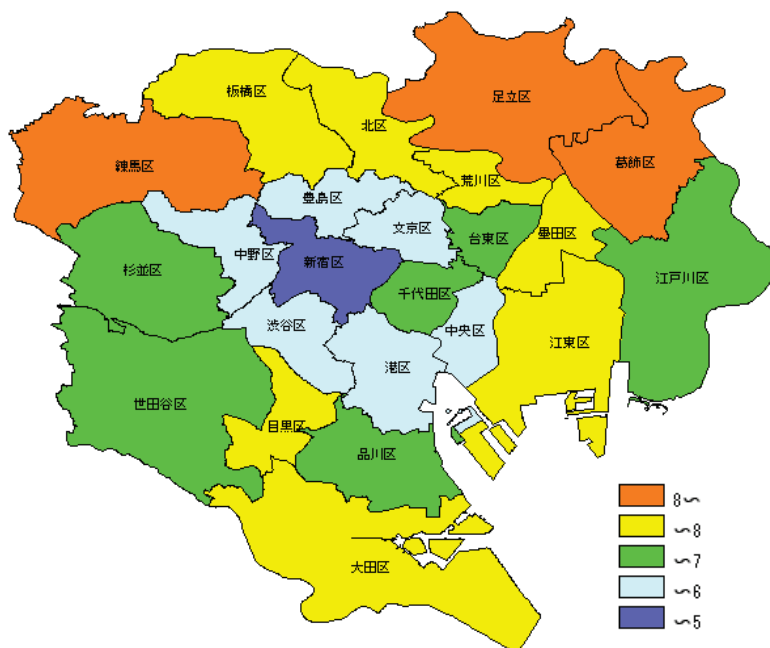 板橋区
北区
足立区
練馬区
荒川区
葛飾区
豊島区
文京区
台東区
墨田区
中野区
新宿区
杉並区
千代田区
江戸川区
渋谷区
中央区
江東区
港区
世田谷区
目黒区
品川区
大田区
8〜
〜8
〜7
〜6
〜5